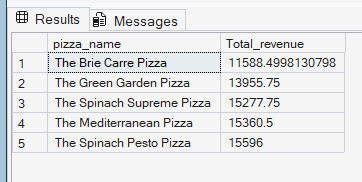 Results Messages
pizza_name Total_revenue
1 The Brie Carre Pizza 11588.4998130798
2 The Green Garden Pizza 13955.75
3 The Spinach Supreme Pizza 15277.75
4 The Mediterranean Pizza 15360.5
5 The Spinach Pesto Pizza 15596